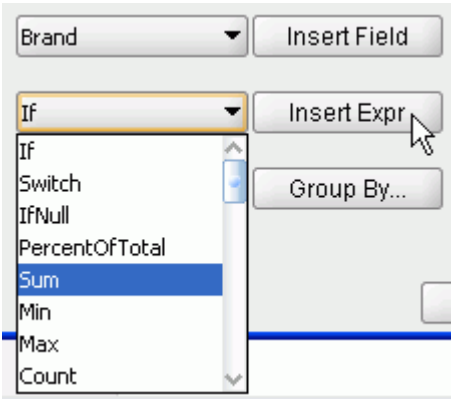 Brand Insert Field
If Insert Expr
If
Switch
IfNull Group By...
PercentOfTotal
Sum
Min
Max
Count